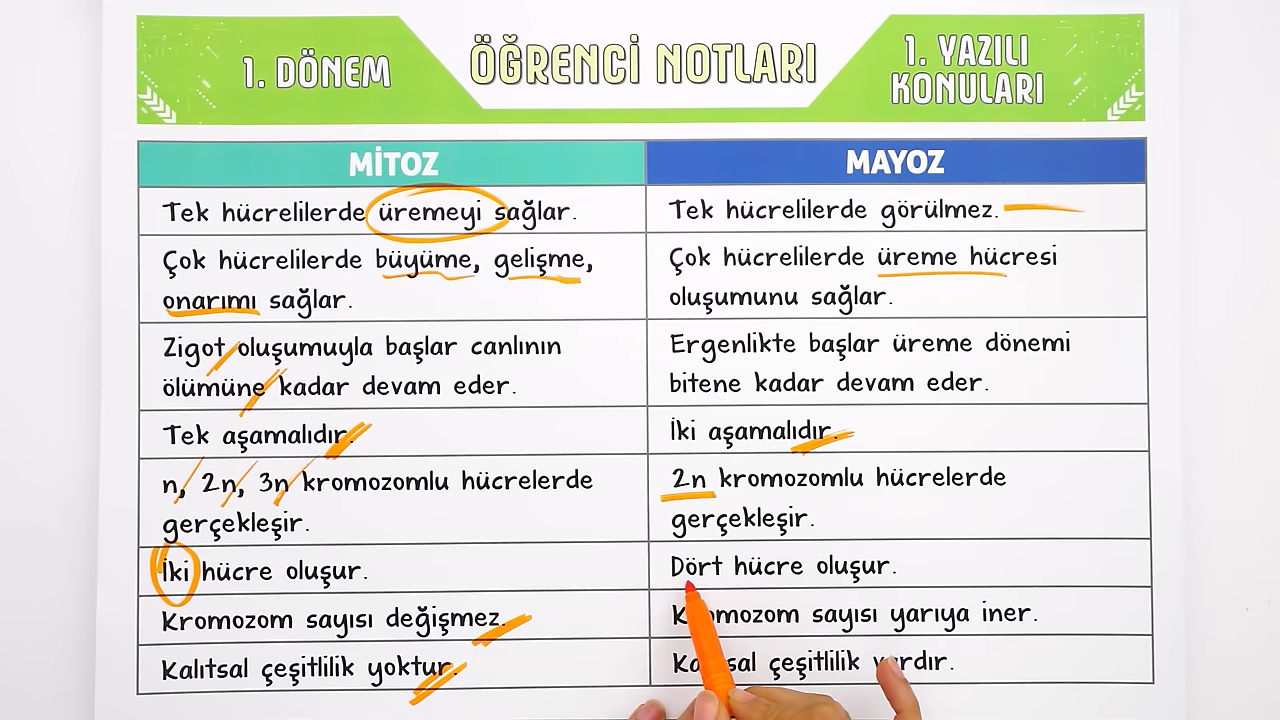 1. DÖNEM
ÖĞRENCİ NOTLARI
1. YAZILI
KONULARI
MİTOZ
MAYOZ
Tek hücrelilerde üremeyi sağlar.
Tek hücrelilerde görülmez.
Çok hücrelilerde büyüme, gelişme,
onarımı sağlar.
Çok hücrelilerde üreme hücresi
oluşumunu sağlar.
Zigot oluşumuyla başlar canlının
ölümüne kadar devam eder.
Ergenlikte başlar üreme dönemi
bitene kadar devam eder.
Tek aşamalıdır.
İki aşamalıdır.
n, 2n, 3n kromozomlu hücrelerde
gerçekleşir.
2n kromozomlu hücrelerde
gerçekleşir.
İki hücre oluşur.
Dört hücre oluşur.
Kromozom sayısı değişmez.
Kromozom sayısı yarıya iner.
Kalıtsal çeşitlilik yoktur.
Kalıtsal çeşitlilik vardır.